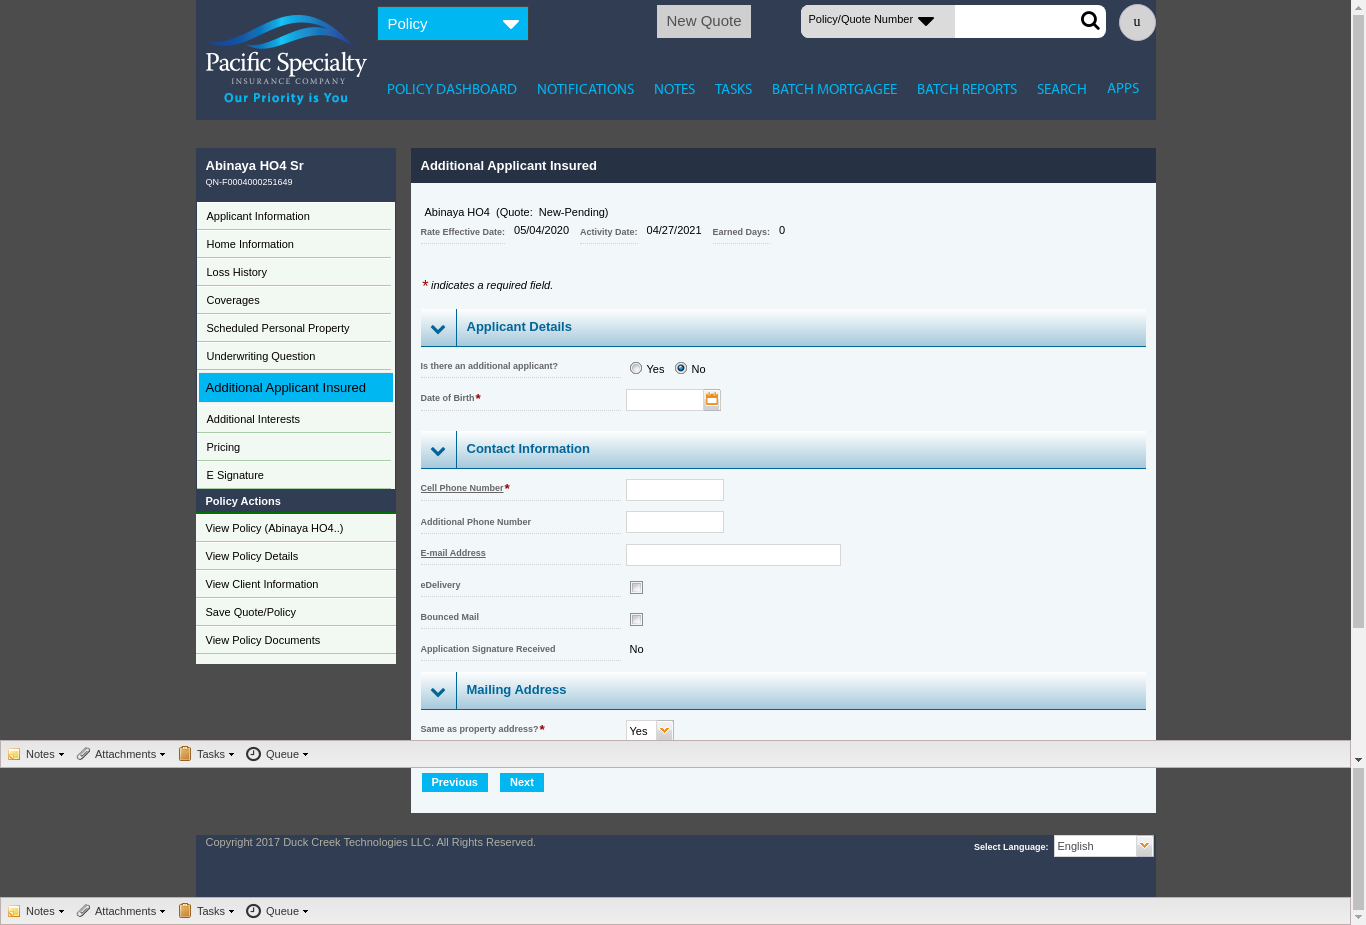 Policy
New Quote
Policy/Quote Number
u
Pacific Specialty
INSURANCE COMPANY
Our Priority is You
POLICY DASHBOARD NOTIFICATIONS NOTES TASKS BATCH MORTGAGEE BATCH REPORTS SEARCH APPS
Abinaya HO4 Sr
QN-F0004000251649
Applicant Information
Home Information
Loss History
Coverages
Scheduled Personal Property
Underwriting Question
Additional Applicant Insured
Additional Interests
Pricing
E Signature
Policy Actions
View Policy (Abinaya HO4..)
View Policy Details
View Client Information
Save Quote/Policy
View Policy Documents
Additional Applicant Insured
Abinaya HO4 (Quote: New-Pending)
Rate Effective Date: 05/04/2020 Activity Date: 04/27/2021 Earned Days: 0
* indicates a required field.
Applicant Details
Is there an additional applicant? Yes No
Date of Birth*
Contact Information
Cell Phone Number*
Additional Phone Number
E-mail Address
eDelivery
Bounced Mail
Application Signature Received No
Mailing Address
Same as property address?* Yes
Notes Attachments Tasks Queue
Previous Next
Copyright 2017 Duck Creek Technologies LLC. All Rights Reserved.
Select Language: English
Notes Attachments Tasks Queue